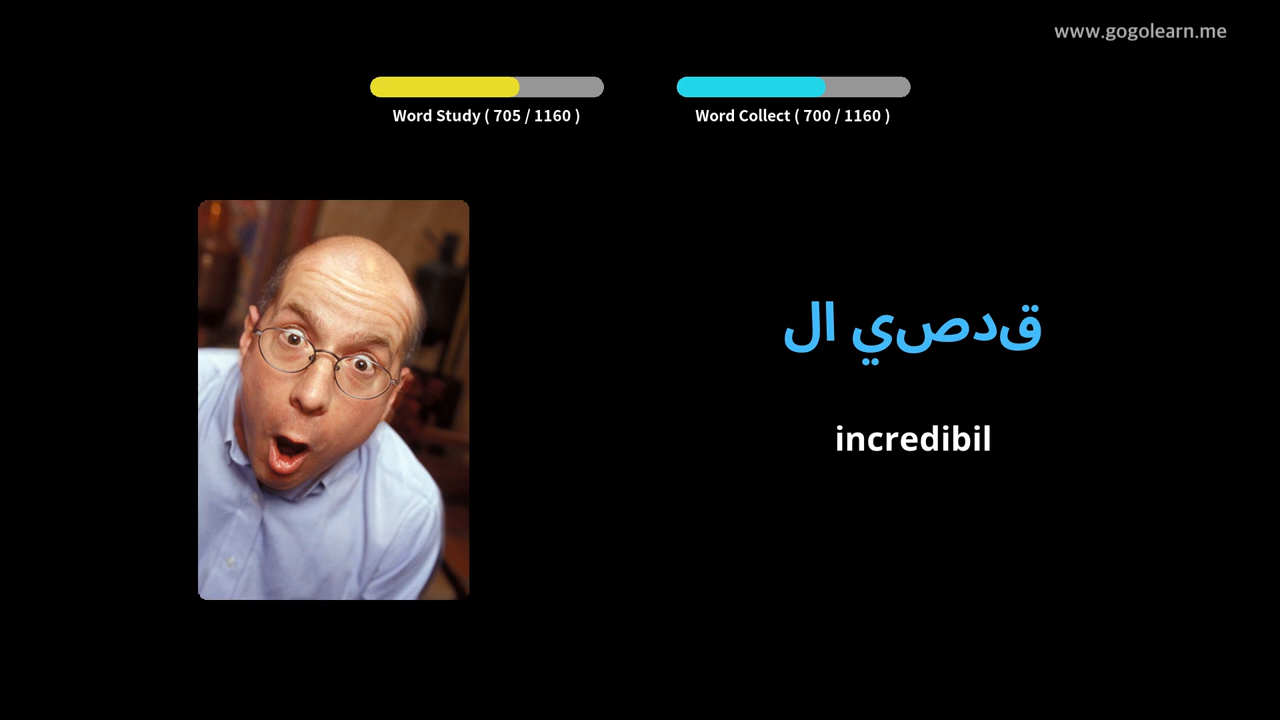 www.gogolearn.me
Word Study ( 705 / 1160 )
Word Collect ( 700 / 1160 )
قدصي ال
incredibil